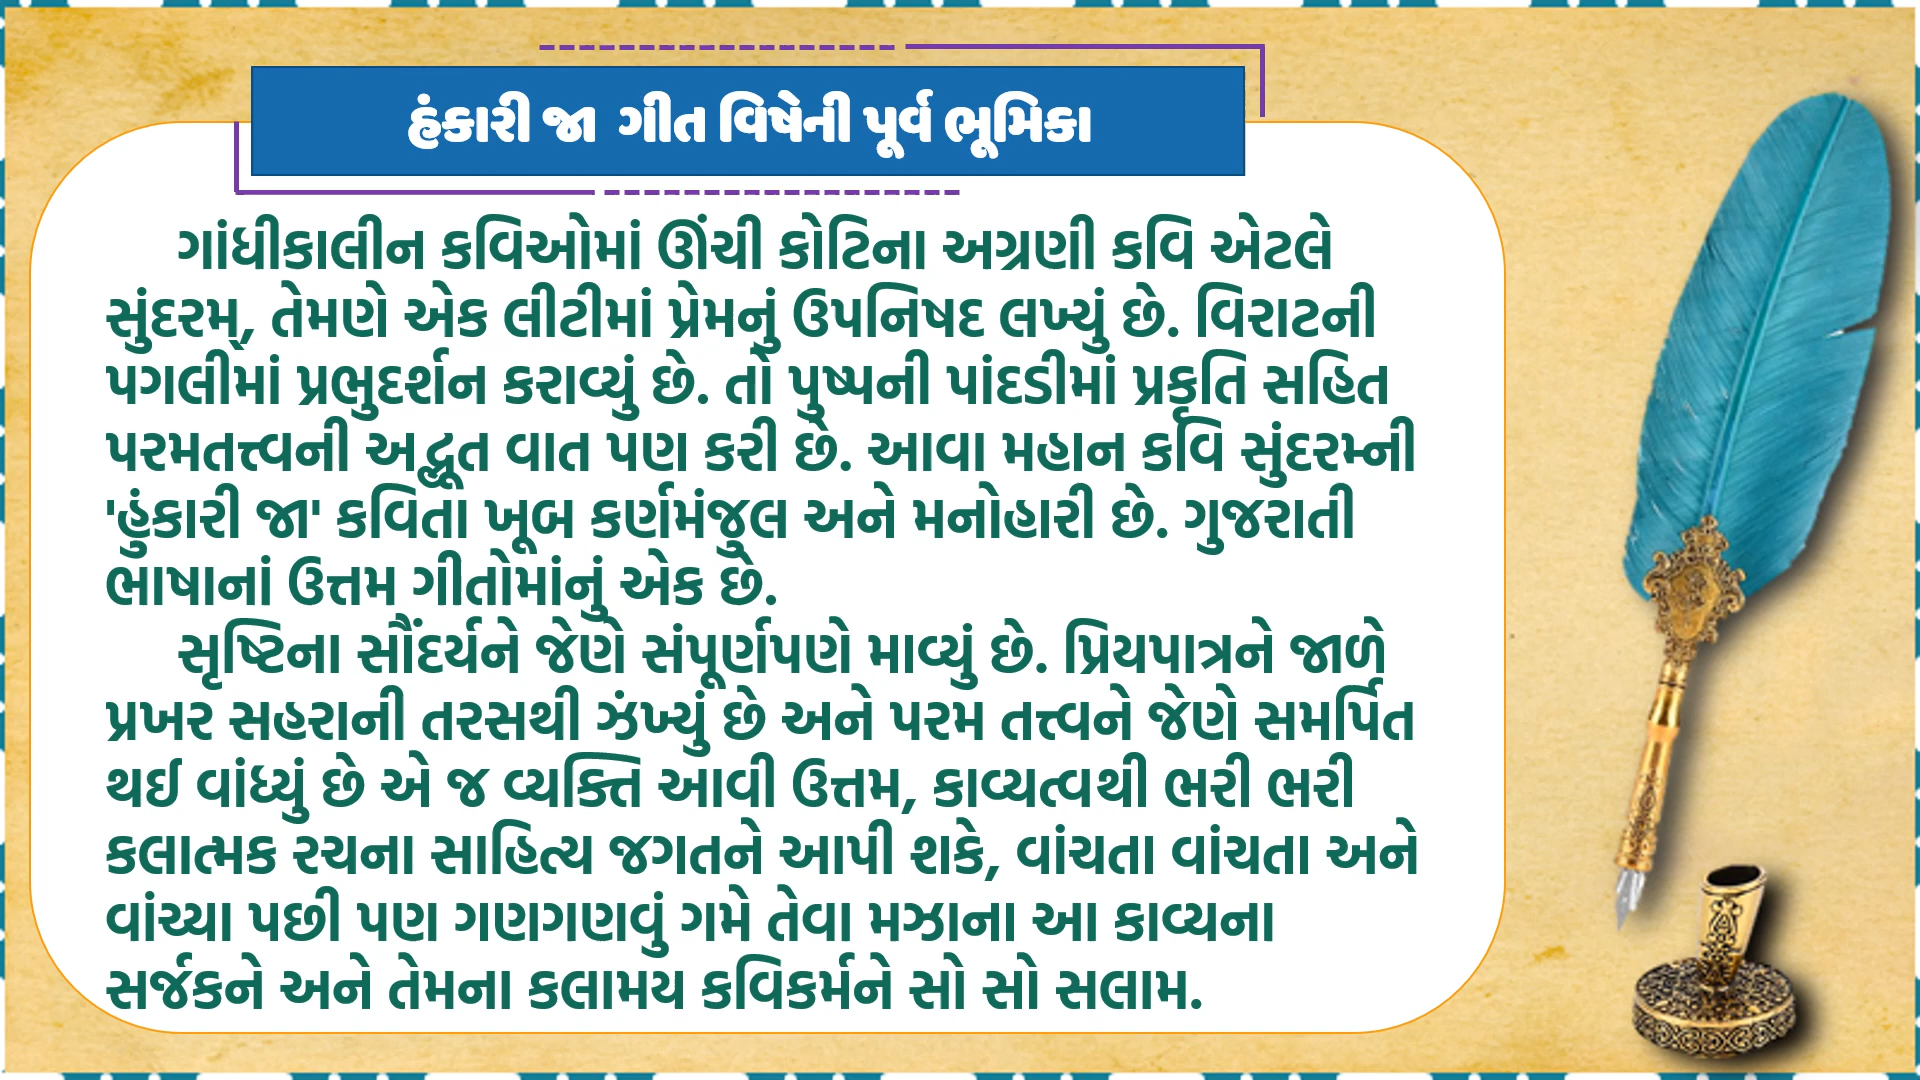 હંકારી જા ગીત વિષેની પૂર્વ ભૂમિકા
ગાંધીકાલીન કવિઓમાં ઊંચી કોટિના અગ્રણી કવિ એટલે
સુંદરમ્, તેમણે એક લીટીમાં પ્રેમનું ઉપનિષદ લખ્યું છે. વિરાટની
પગલીમાં પ્રભુદર્શન કરાવ્યું છે. તો પુષ્પની પાંદડીમાં પ્રકૃતિ સહિત
પરમતત્ત્વની અદ્ભૂત વાત પણ કરી છે. આવા મહાન કવિ સુંદરમ્ની
'હુંકારી જા' કવિતા ખૂબ કર્ણમંજુલ અને મનોહારી છે. ગુજરાતી
ભાષાનાં ઉત્તમ ગીતોમાંનું એક છે.
સૃષ્ટિના સૌંદર્યને જેણે સંપૂર્ણપણે માવ્યું છે. પ્રિયપાત્રને જાળે
પ્રખર સહરાની તરસથી ઝંખ્યું છે અને પરમ તત્ત્વને જેણે સમર્પિત
થઈ વાંધ્યું છે એ જ વ્યક્તિ આવી ઉત્તમ, કાવ્યત્વથી ભરી ભરી
કલાત્મક રચના સાહિત્ય જગતને આપી શકે, વાંચતા વાંચતા અને
વાંચ્યા પછી પણ ગણગણવું ગમે તેવા મઝાના આ કાવ્યના
સર્જકને અને તેમના કલામય કવિકર્મને સો સો સલામ.